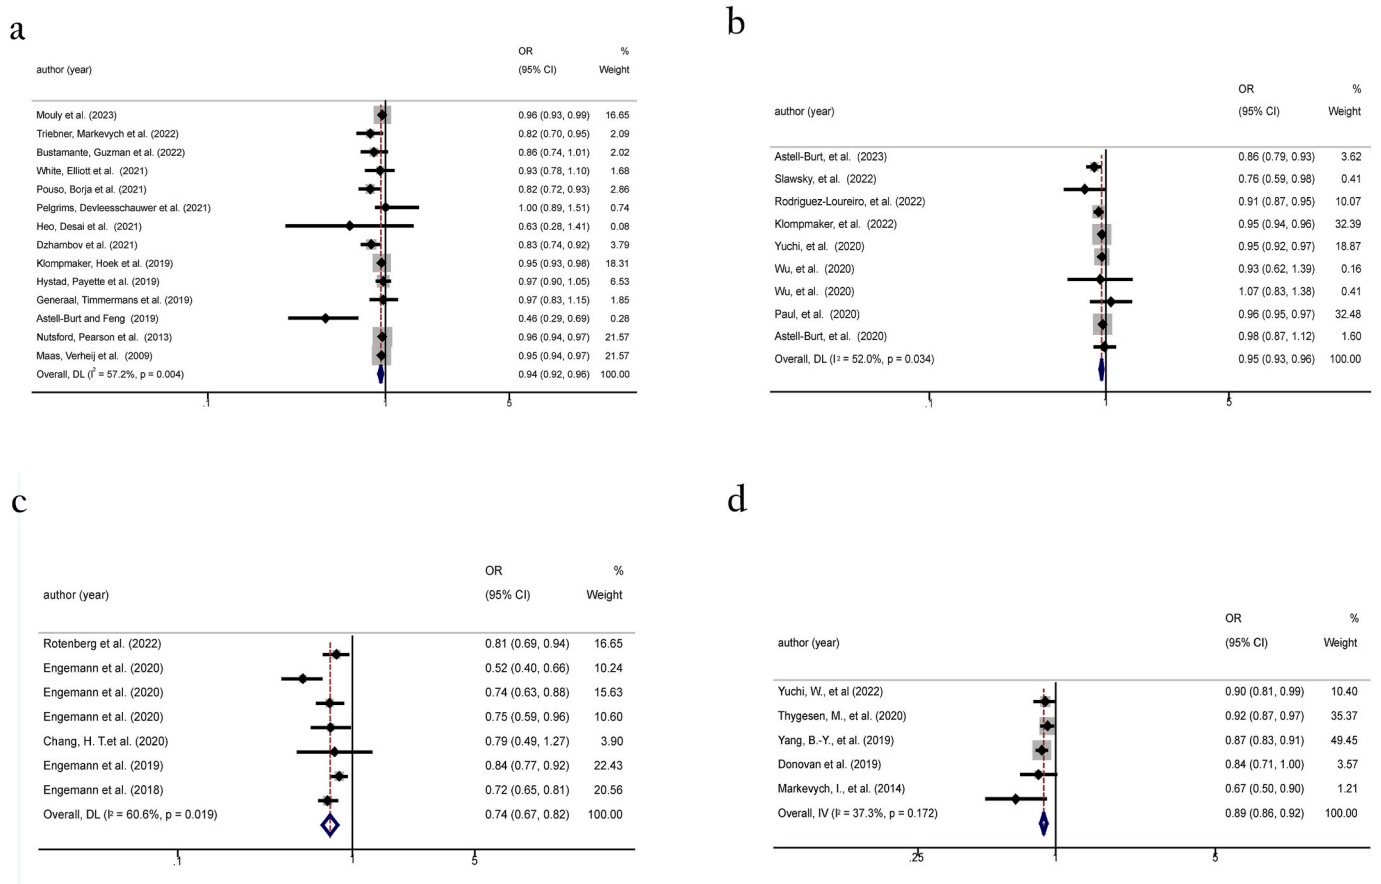 a
OR %
author (year) (95% CI) Weight
Mouly et al. (2023) 0.96 (0.93, 0.99) 16.65
Triebner, Markevych et al. (2022) 0.82 (0.70, 0.95) 2.09
Bustamante, Guzman et al. (2022) 0.86 (0.74, 1.01) 2.02
White, Elliott et al. (2021) 0.93 (0.78, 1.10) 1.68
Pouso, Borja et al. (2021) 0.82 (0.72, 0.93) 2.86
Pelgrims, Devleesschauwer et al. (2021) 1.00 (0.89, 1.51) 0.74
Heo, Desai et al. (2021) 0.63 (0.28, 1.41) 0.08
Dzhambov et al. (2021) 0.83 (0.74, 0.92) 3.79
Klompmaker, Hoek et al. (2019) 0.95 (0.93, 0.98) 18.31
Hystad, Payette et al. (2019) 0.97 (0.90, 1.05) 6.53
Generaal, Timmermans et al. (2019) 0.97 (0.83, 1.15) 1.85
Astell-Burt and Feng (2019) 0.46 (0.29, 0.69) 0.28
Nutsford, Pearson et al. (2013) 0.96 (0.94, 0.97) 21.57
Maas, Verheij et al. (2009) 0.95 (0.94, 0.97) 21.57
Overall, DL (I² = 57.2%, p = 0.004) 0.94 (0.92, 0.96) 100.00
.1 1 5
b
OR %
author (year) (95% CI) Weight
Astell-Burt, et al. (2023) 0.86 (0.79, 0.93) 3.62
Slawsky, et al. (2022) 0.76 (0.59, 0.98) 0.41
Rodriguez-Loureiro, et al. (2022) 0.91 (0.87, 0.95) 10.07
Klompmaker, et al. (2022) 0.95 (0.94, 0.96) 32.39
Yuchi, et al. (2020) 0.95 (0.92, 0.97) 18.87
Wu, et al. (2020) 0.93 (0.62, 1.39) 0.16
Wu, et al. (2020) 1.07 (0.83, 1.38) 0.41
Paul, et al. (2020) 0.96 (0.95, 0.97) 32.48
Astell-Burt, et al. (2020) 0.98 (0.87, 1.12) 1.60
Overall, DL (I² = 52.0%, p = 0.034) 0.95 (0.93, 0.96) 100.00
.1 1 5
c
OR %
author (year) (95% CI) Weight
Rotenberg et al. (2022) 0.81 (0.69, 0.94) 16.65
Engemann et al. (2020) 0.52 (0.40, 0.66) 10.24
Engemann et al. (2020) 0.74 (0.63, 0.88) 15.63
Engemann et al. (2020) 0.75 (0.59, 0.96) 10.60
Chang, H. T.et al. (2020) 0.79 (0.49, 1.27) 3.90
Engemann et al. (2019) 0.84 (0.77, 0.92) 22.43
Engemann et al. (2018) 0.72 (0.65, 0.81) 20.56
Overall, DL (I² = 60.6%, p = 0.019) 0.74 (0.67, 0.82) 100.00
.1 1 5
d
OR %
author (year) (95% CI) Weight
Yuchi, W., et al (2022) 0.90 (0.81, 0.99) 10.40
Thygesen, M., et al. (2020) 0.92 (0.87, 0.97) 35.37
Yang, B.-Y., et al. (2019) 0.87 (0.83, 0.91) 49.45
Donovan et al. (2019) 0.84 (0.71, 1.00) 3.57
Markevych, I., et al. (2014) 0.67 (0.50, 0.90) 1.21
Overall, IV (I² = 37.3%, p = 0.172) 0.89 (0.86, 0.92) 100.00
.25 1 5